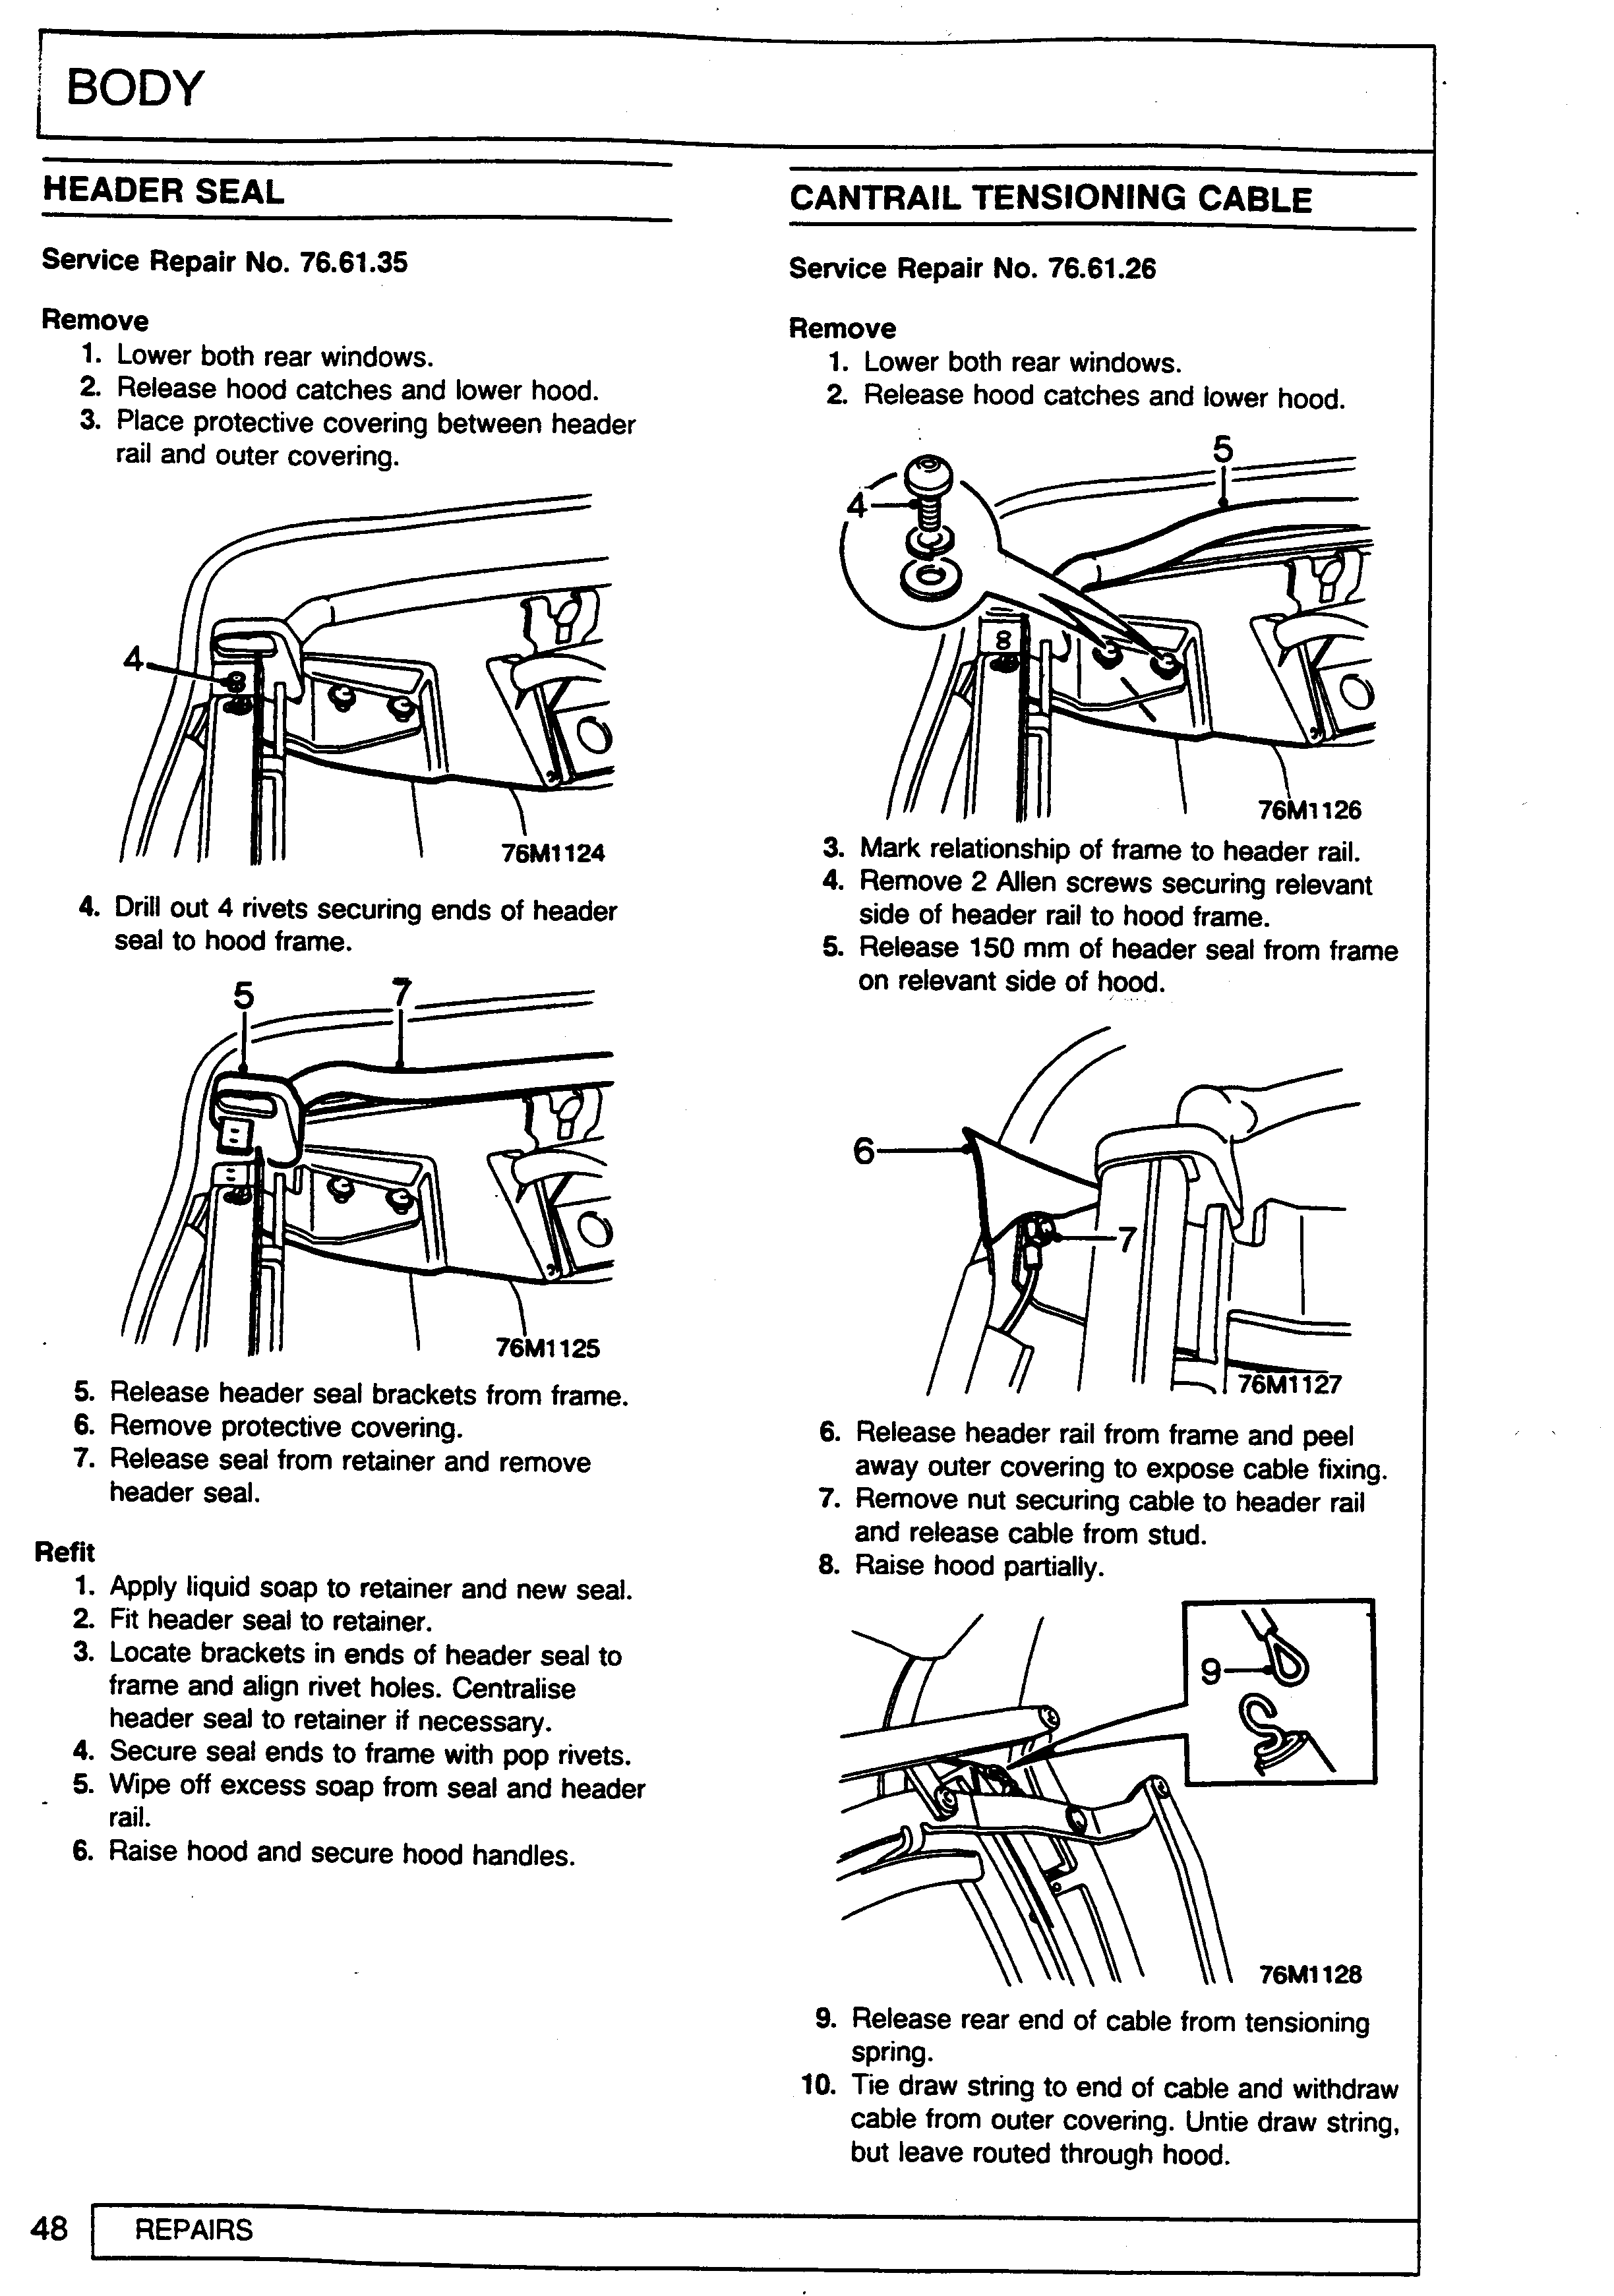 BODY
HEADER SEAL
Service Repair No. 76.61.35
Remove
1. Lower both rear windows.
2. Release hood catches and lower hood.
3. Place protective covering between header
rail and outer covering.
4
8
76M1124
4. Drill out 4 rivets securing ends of header
seal to hood frame.
5
7
76M1125
5. Release header seal brackets from frame.
6. Remove protective covering.
7. Release seal from retainer and remove
header seal.
Refit
1. Apply liquid soap to retainer and new seal.
2. Fit header seal to retainer.
3. Locate brackets in ends of header seal to
frame and align rivet holes. Centralise
header seal to retainer if necessary.
4. Secure seal ends to frame with pop rivets.
5. Wipe off excess soap from seal and header
rail.
6. Raise hood and secure hood handles.
CANTRAIL TENSIONING CABLE
Service Repair No. 76.61.26
Remove
1. Lower both rear windows.
2. Release hood catches and lower hood.
5
4
8
76M1126
3. Mark relationship of frame to header rail.
4. Remove 2 Allen screws securing relevant
side of header rail to hood frame.
5. Release 150 mm of header seal from frame
on relevant side of hood.
6
7
76M1127
6. Release header rail from frame and peel
away outer covering to expose cable fixing.
7. Remove nut securing cable to header rail
and release cable from stud.
8. Raise hood partially.
9
76M1128
9. Release rear end of cable from tensioning
spring.
10. Tie draw string to end of cable and withdraw
cable from outer covering. Untie draw string,
but leave routed through hood.
48
REPAIRS